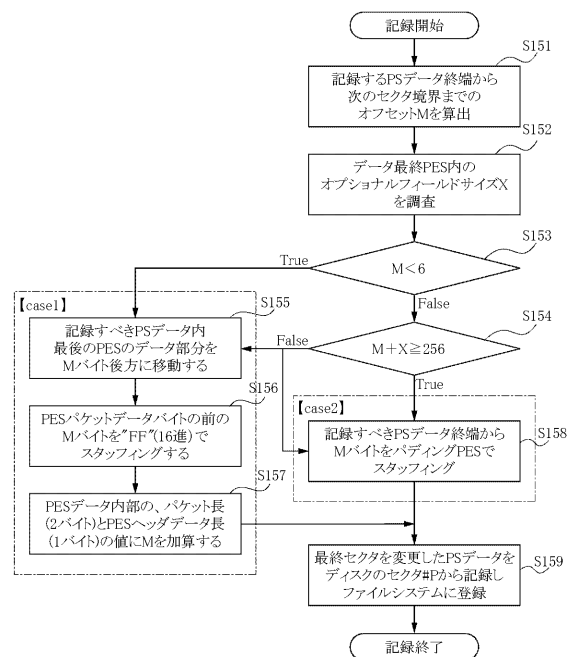 記録開始
S151
記録するPSデータ終端から
次のセクタ境界までの
オフセットMを算出
S152
データ最終PES内の
オプショナルフィールドサイズX
を調査
S153
M<6
True
False
S154
M+X≧256
False
True
【case1】
S155
記録すべきPSデータ内
最後のPESのデータ部分を
Mバイト後方に移動する
S156
PESパケットデータバイトの前の
Mバイトを"FF"(16進)で
スタッフィングする
S157
PESデータ内部の、パケット長
(2バイト)とPESヘッダデータ長
(1バイト)の値にMを加算する
【case2】
S158
記録すべきPSデータ終端から
MバイトをパディングPESで
スタッフィング
S159
最終セクタを変更したPSデータを
ディスクのセクタ#Pから記録し
ファイルシステムに登録
記録終了